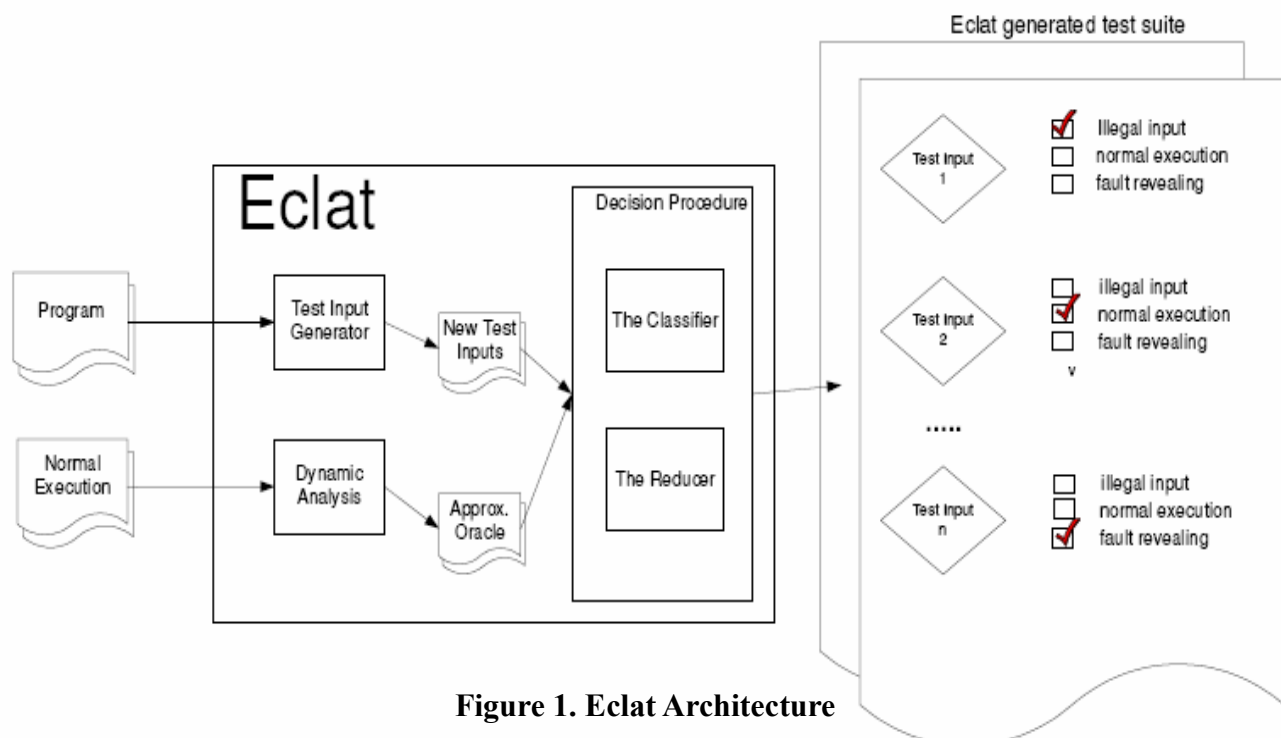 Eclat generated test suite
Eclat
Program
Normal
Execution
Test Input
Generator
Dynamic
Analysis
New Test
Inputs
Approx.
Oracle
Decision Procedure
The Classifier
The Reducer
Test Input
1
Illegal input
normal execution
fault revealing
Test Input
2
illegal input
normal execution
fault revealing
v
.....
Test Input
n
illegal input
normal execution
fault revealing
Figure 1. Eclat Architecture